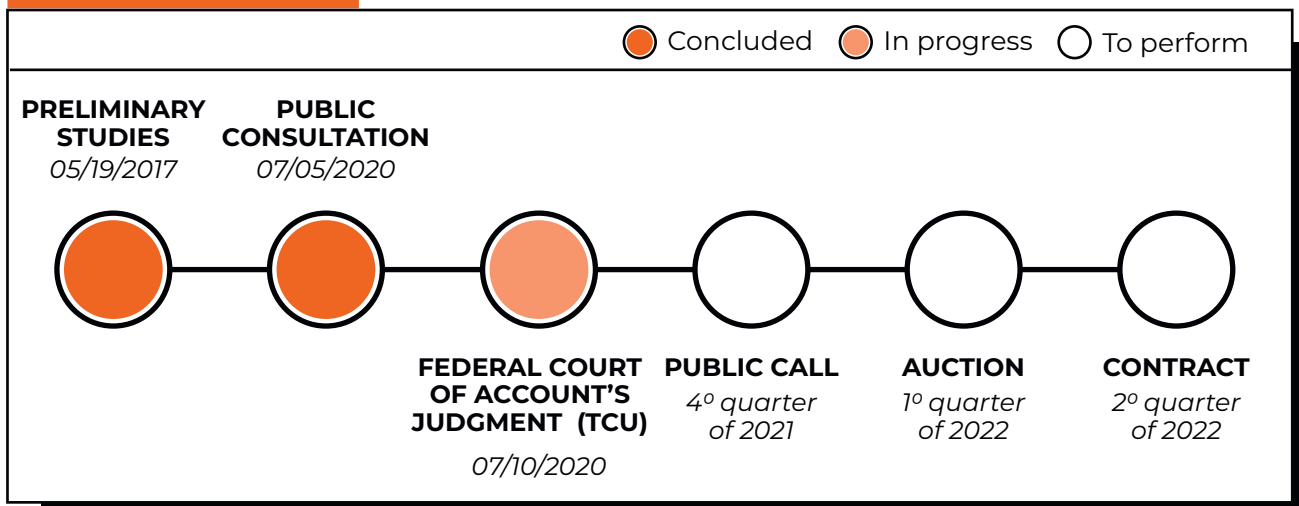 Concluded In progress To perform
PRELIMINARY
STUDIES
05/19/2017
PUBLIC
CONSULTATION
07/05/2020
FEDERAL COURT
OF ACCOUNT’S
JUDGMENT (TCU)
07/10/2020
PUBLIC CALL
4º quarter
of 2021
AUCTION
1º quarter
of 2022
CONTRACT
2º quarter
of 2022